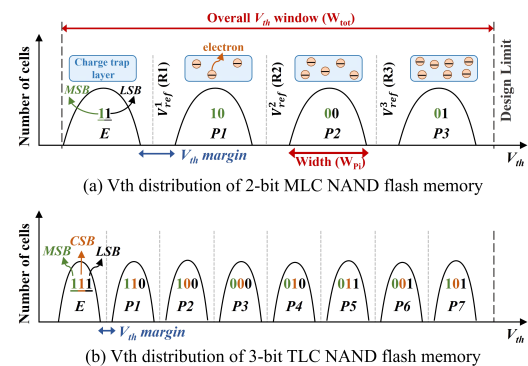 Overall Vth window (Wtot)
electron
Charge trap
layer
MSB
LSB
11
E
V1ref (R1)
10
P1
V2ref (R2)
00
P2
V3ref (R3)
01
P3
Design Limit
Number of cells
Vth margin
Width (WPi)
Vth
(a) Vth distribution of 2-bit MLC NAND flash memory
CSB
MSB
LSB
111 110 100 000 010 011 001 101
E P1 P2 P3 P4 P5 P6 P7
Number of cells
Vth margin
Vth
(b) Vth distribution of 3-bit TLC NAND flash memory